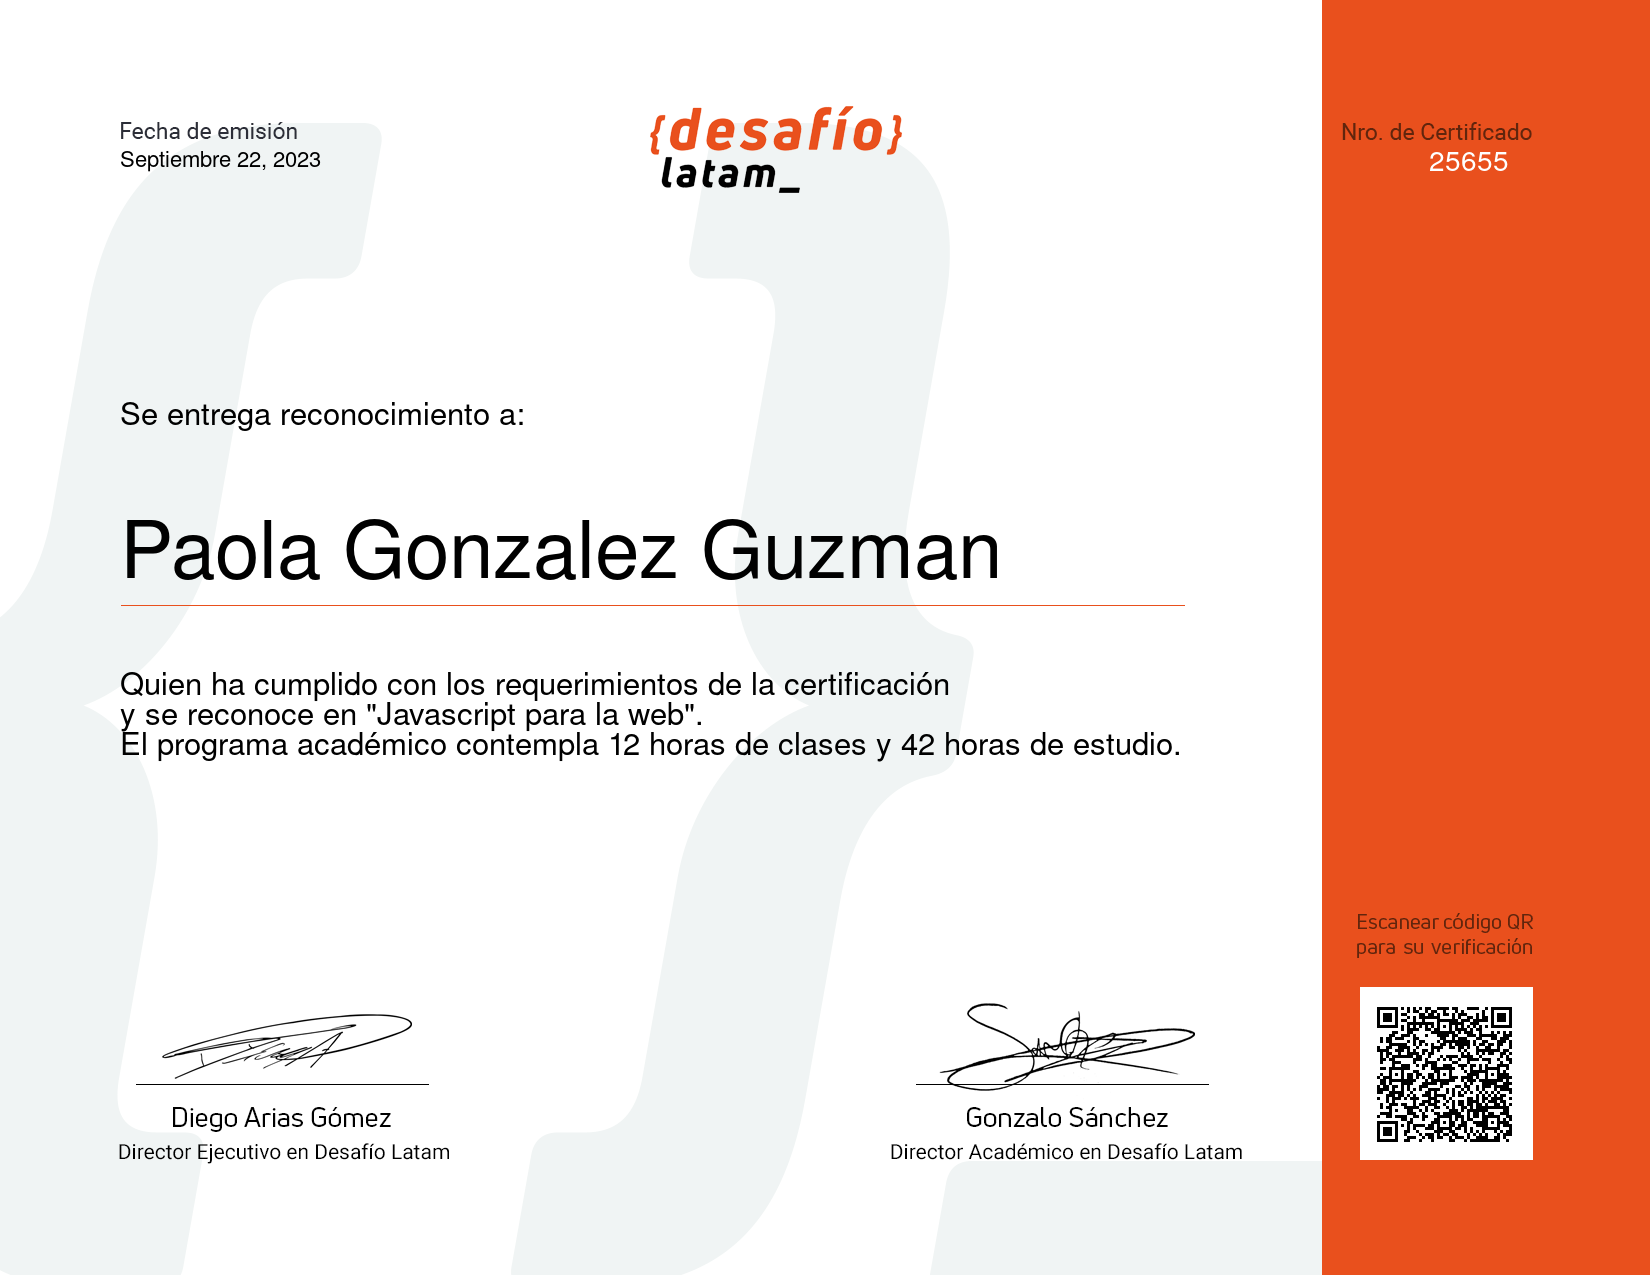 Fecha de emisión
Septiembre 22, 2023
{desafío}
latam_
Nro. de Certificado
25655
Se entrega reconocimiento a:
Paola Gonzalez Guzman
Quien ha cumplido con los requerimientos de la certificación
y se reconoce en "Javascript para la web".
El programa académico contempla 12 horas de clases y 42 horas de estudio.
Escanear código QR
para su verificación
Diego Arias Gómez
Director Ejecutivo en Desafío Latam
Gonzalo Sánchez
Director Académico en Desafío Latam